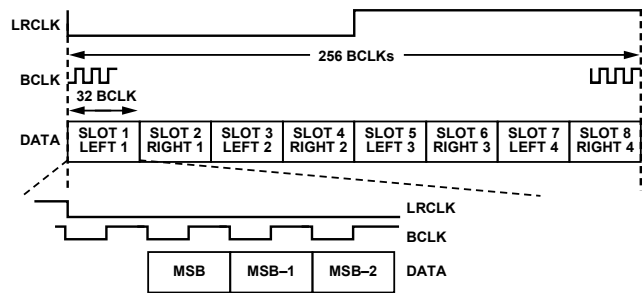 LRCLK
256 BCLKs
BCLK
32 BCLK
DATA
SLOT 1 SLOT 2 SLOT 3 SLOT 4 SLOT 5 SLOT 6 SLOT 7 SLOT 8
LEFT 1 RIGHT 1 LEFT 2 RIGHT 2 LEFT 3 RIGHT 3 LEFT 4 RIGHT 4
LRCLK
BCLK
MSB MSB–1 MSB–2 DATA